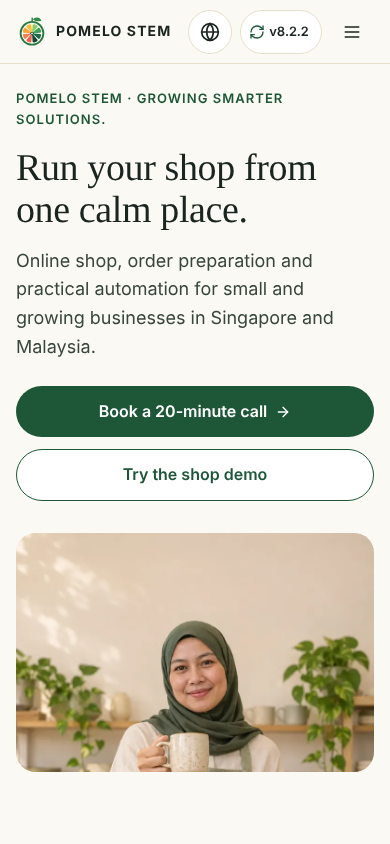 POMELO STEM
v8.2.2
POMELO STEM · GROWING SMARTER
SOLUTIONS.
Run your shop from
one calm place.
Online shop, order preparation and
practical automation for small and
growing businesses in Singapore and
Malaysia.
Book a 20-minute call →
Try the shop demo